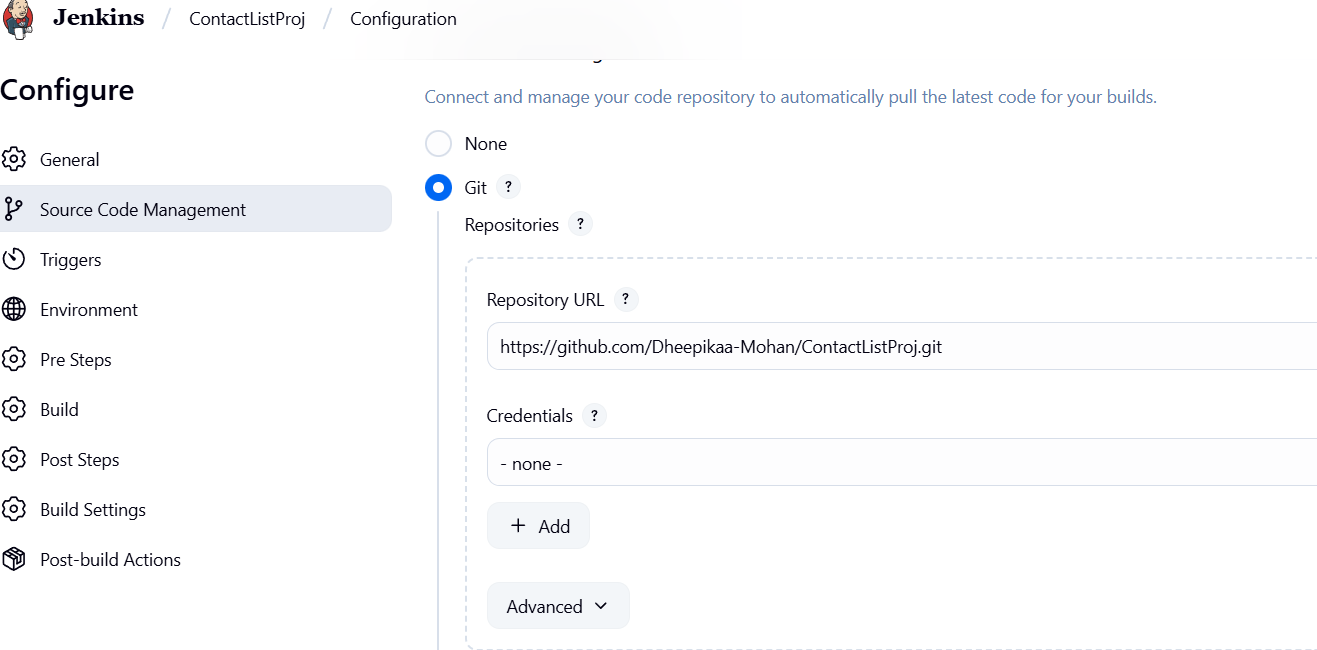 Jenkins / ContactListProj / Configuration
Configure
General
Source Code Management
Triggers
Environment
Pre Steps
Build
Post Steps
Build Settings
Post-build Actions
Connect and manage your code repository to automatically pull the latest code for your builds.
None
Git ?
Repositories ?
Repository URL ?
https://github.com/Dheepikaa-Mohan/ContactListProj.git
Credentials ?
- none -
+ Add
Advanced